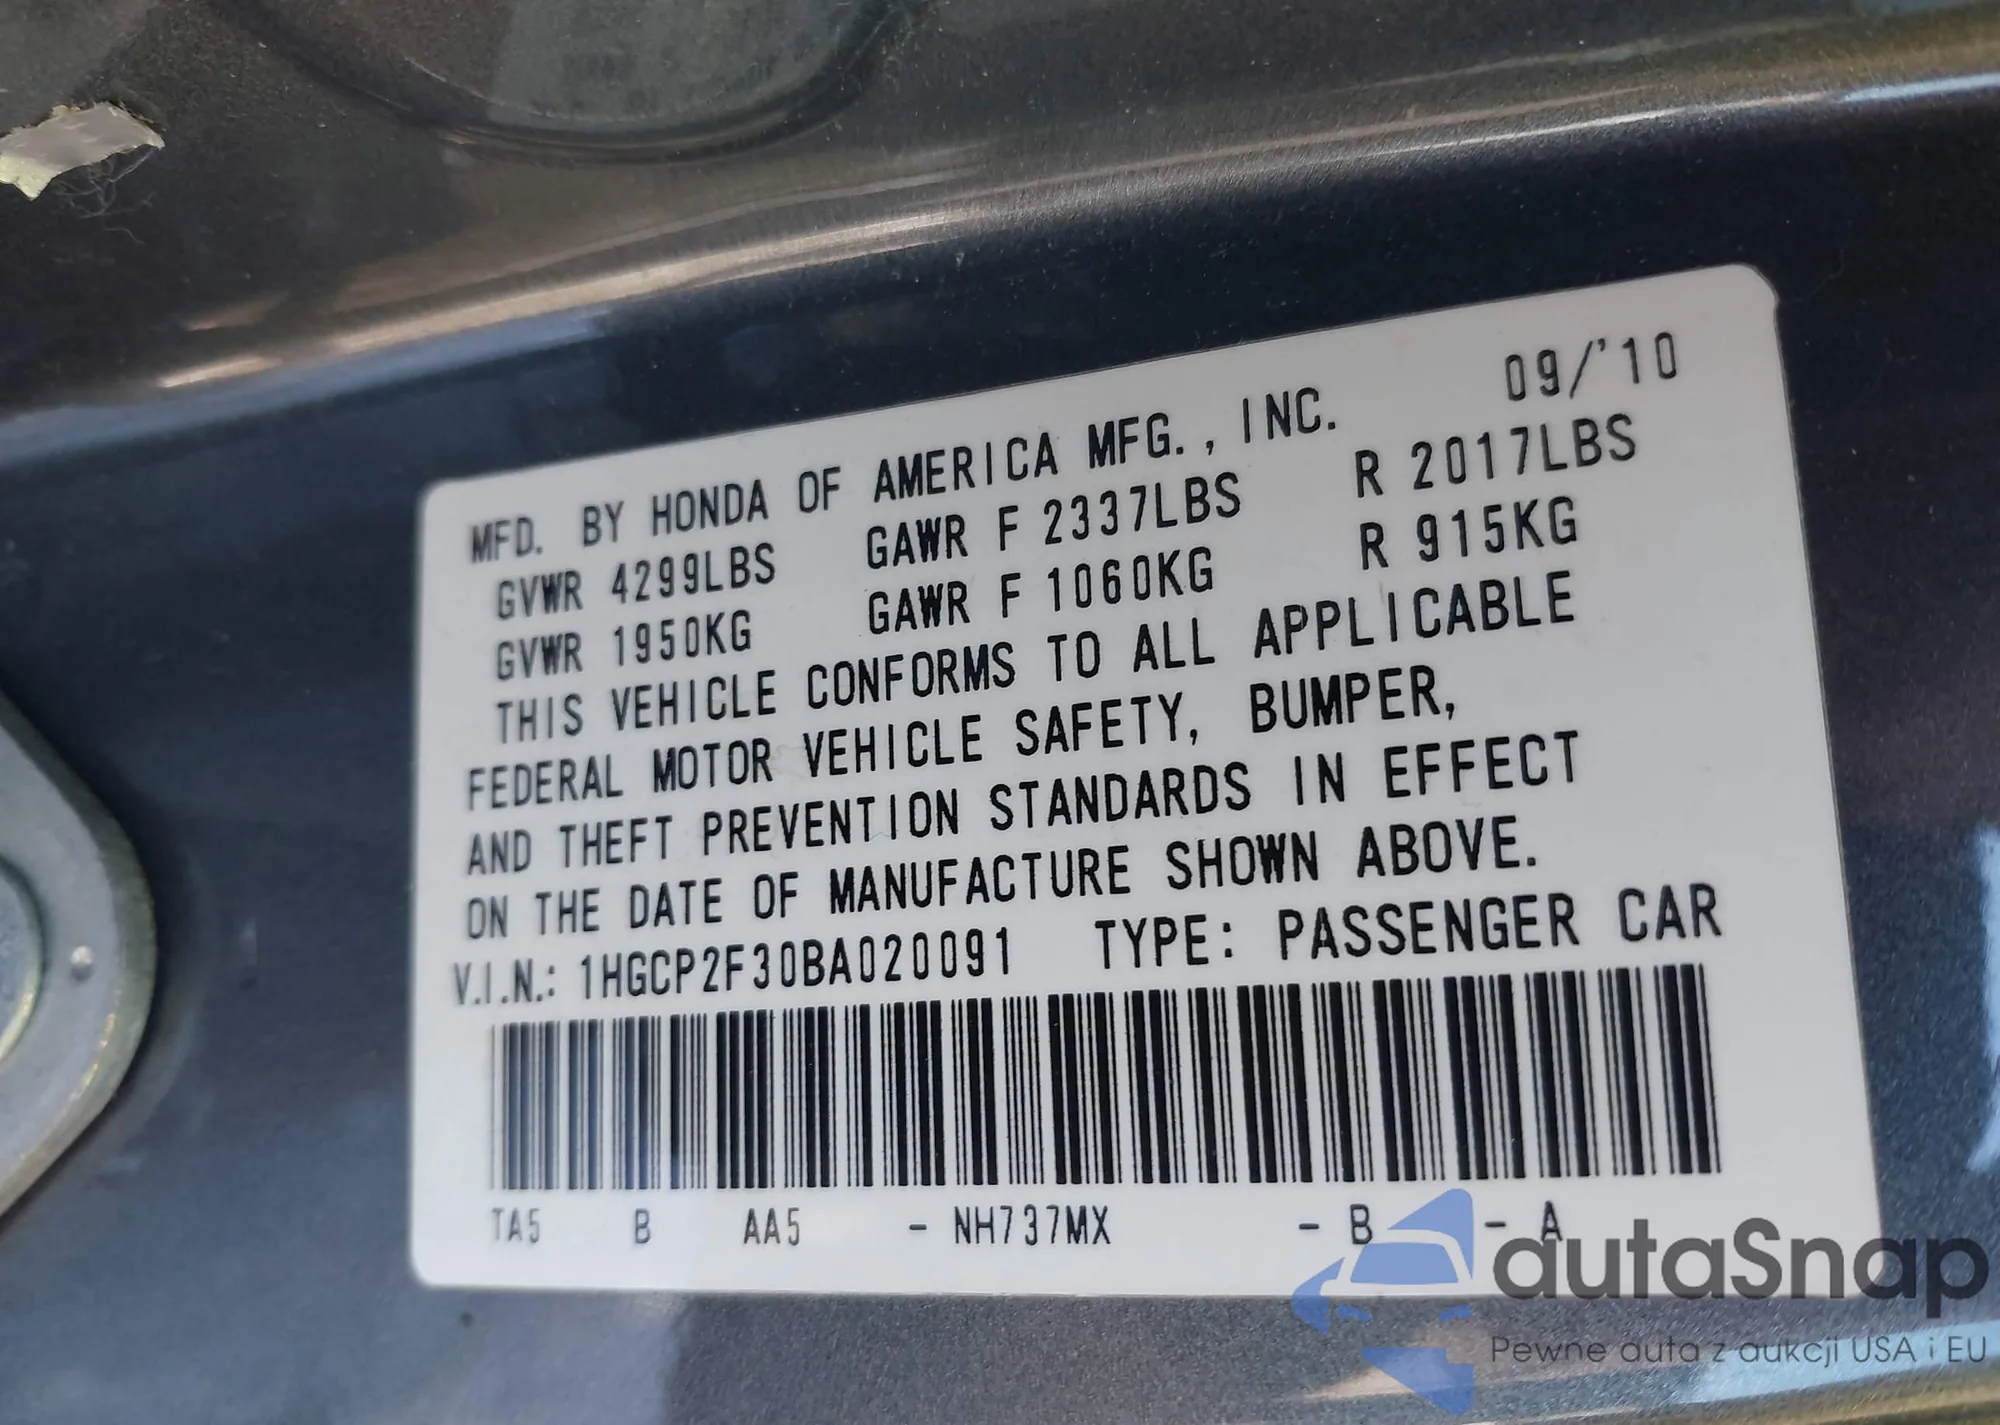 09/'10
MFD. BY HONDA OF AMERICA MFG., INC.
GVWR 4299LBS GAWR F 2337LBS R 2017LBS
GVWR 1950KG GAWR F 1060KG R 915KG
THIS VEHICLE CONFORMS TO ALL APPLICABLE
FEDERAL MOTOR VEHICLE SAFETY, BUMPER,
AND THEFT PREVENTION STANDARDS IN EFFECT
ON THE DATE OF MANUFACTURE SHOWN ABOVE.
V.I.N.: 1HGCP2F30BA020091 TYPE: PASSENGER CAR
TA5 B AA5 - NH737MX - B - A
autaSnap
Pewne auta z aukcji USA i EU